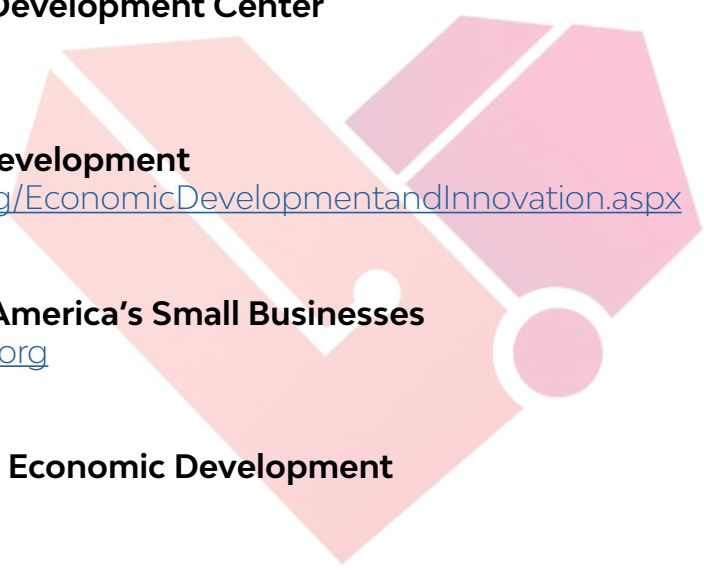 Development Center
evelopment
g/EconomicDevelopmentandInnovation.aspx
America's Small Businesses
org
Economic Development